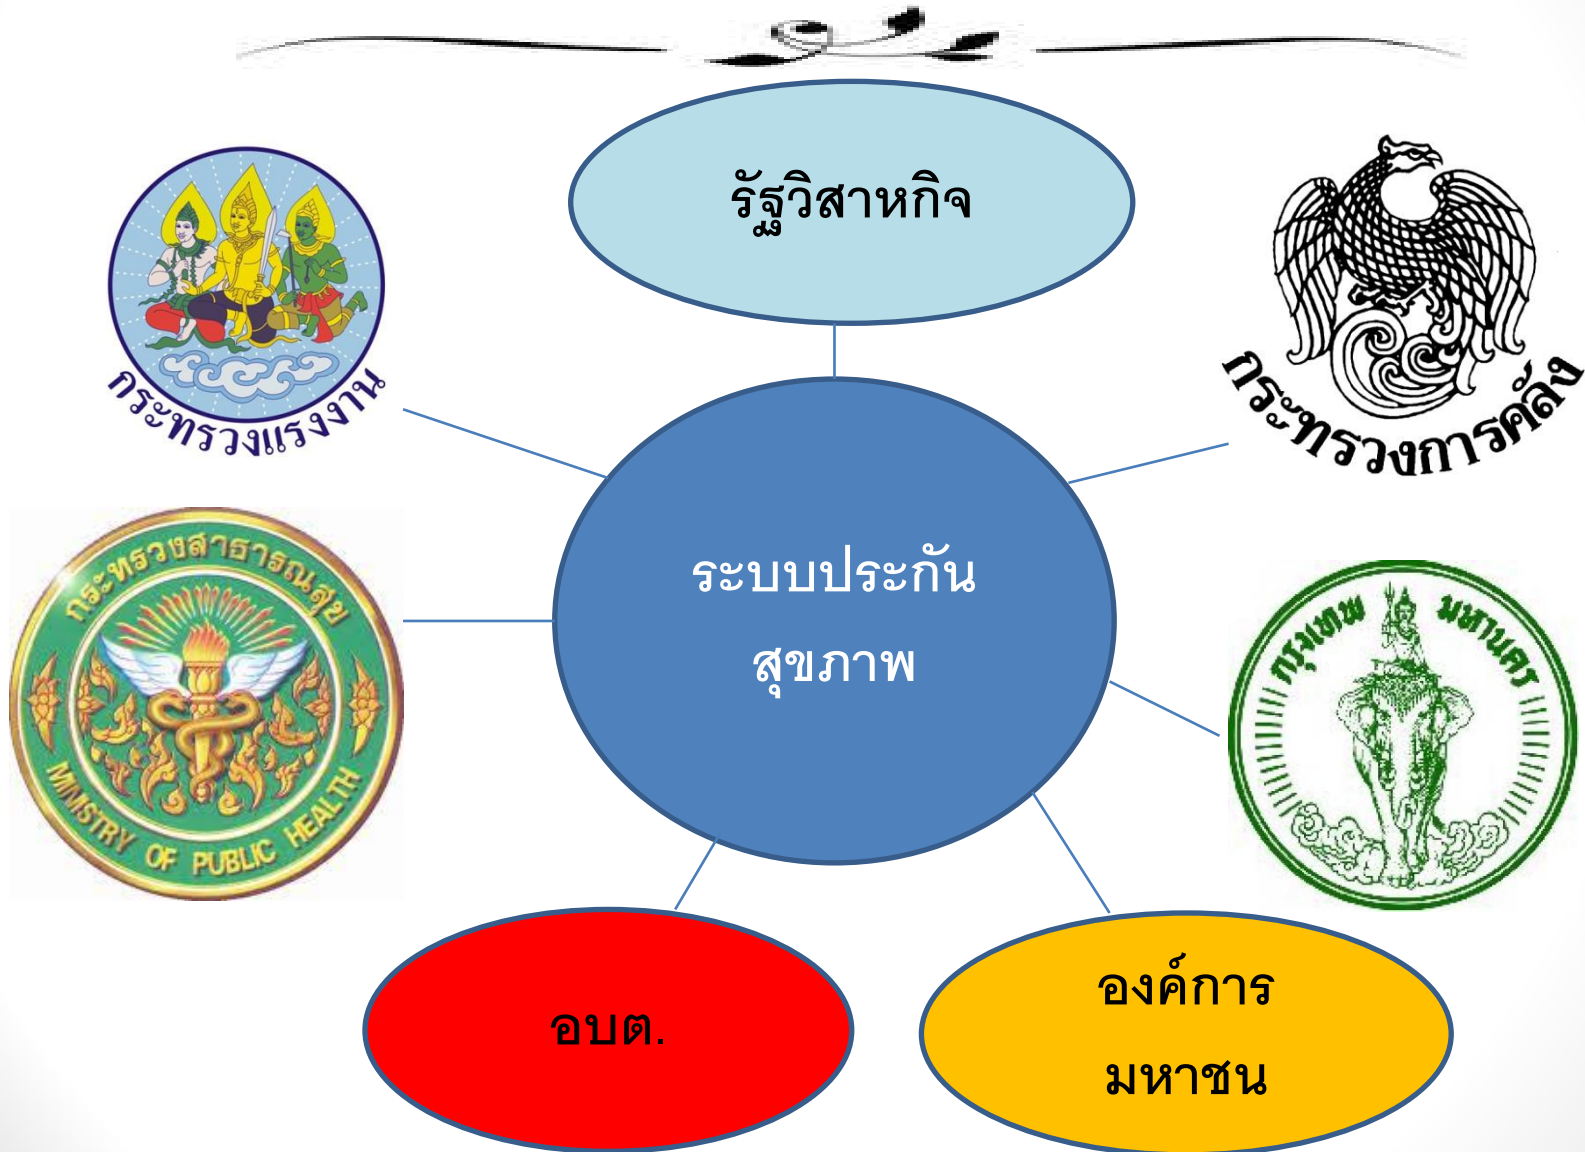 รัฐวิสาหกิจ
กระทรวงแรงงาน
กระทรวงการคลัง
ระบบประกัน
สุขภาพ
กระทรวงสาธารณสุข
MINISTRY OF PUBLIC HEALTH
กรุงเทพ มหานคร
อบต.
องค์การ
มหาชน